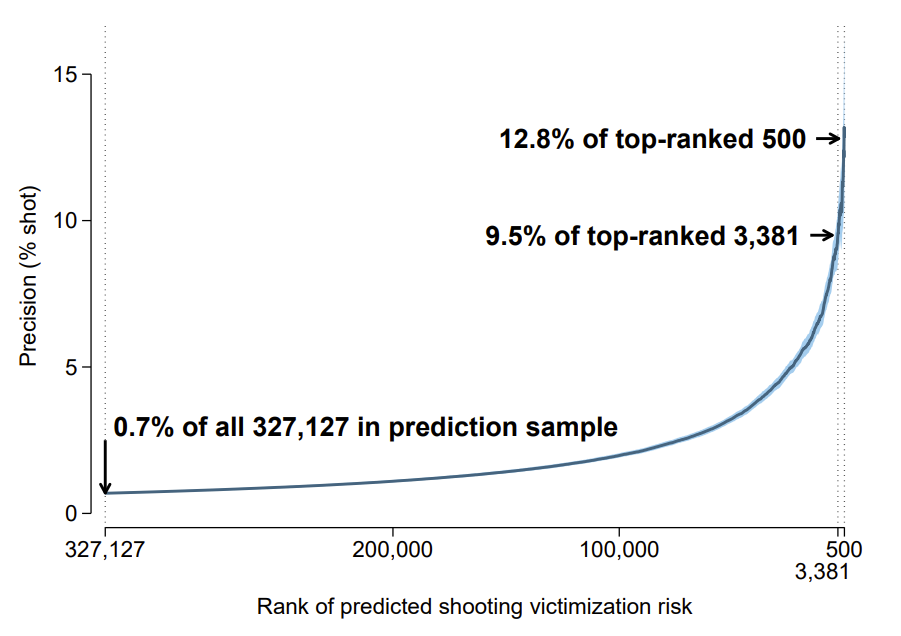 15
12.8% of top-ranked 500
10
9.5% of top-ranked 3,381
Precision (% shot)
5
0.7% of all 327,127 in prediction sample
0
327,127 200,000 100,000 500
3,381
Rank of predicted shooting victimization risk